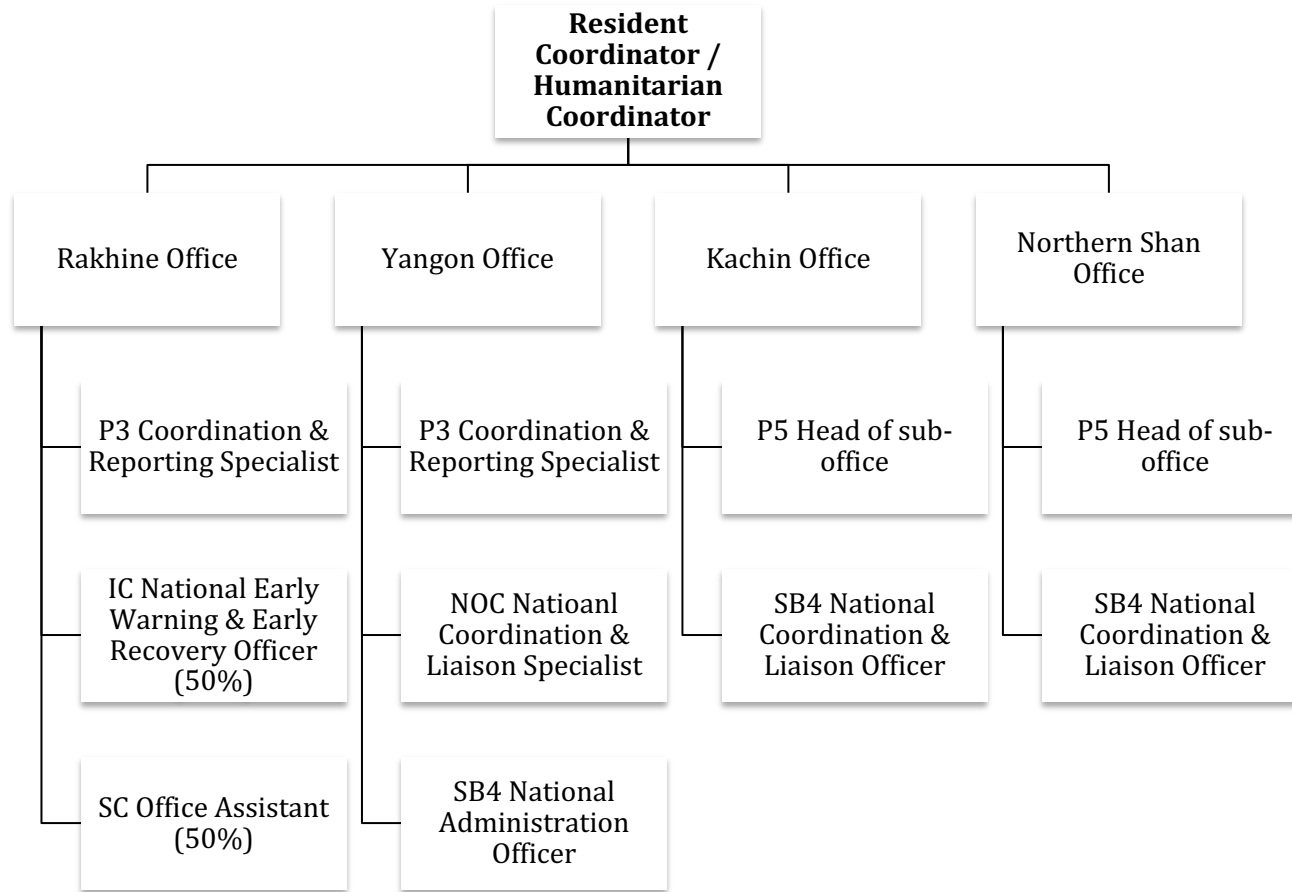 Resident
Coordinator /
Humanitarian
Coordinator
Rakhine Office
Yangon Office
Kachin Office
Northern Shan
Office
P3 Coordination &
Reporting Specialist
P3 Coordination &
Reporting Specialist
P5 Head of sub-
office
P5 Head of sub-
office
IC National Early
Warning & Early
Recovery Officer
(50%)
NOC Natioanl
Coordination &
Liaison Specialist
SB4 National
Coordination &
Liaison Officer
SB4 National
Coordination &
Liaison Officer
SC Office Assistant
(50%)
SB4 National
Administration
Officer